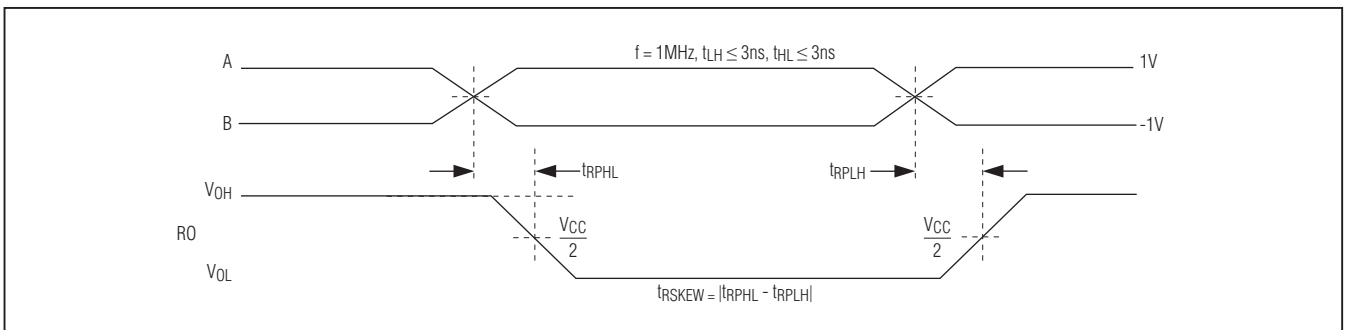 f = 1MHz, tLH ≤ 3ns, tHL ≤ 3ns
A
1V
B
-1V
tRPHL
tRPLH
VOH
RO
VCC
2
VCC
2
VOL
tRSKEW = |tRPHL - tRPLH|